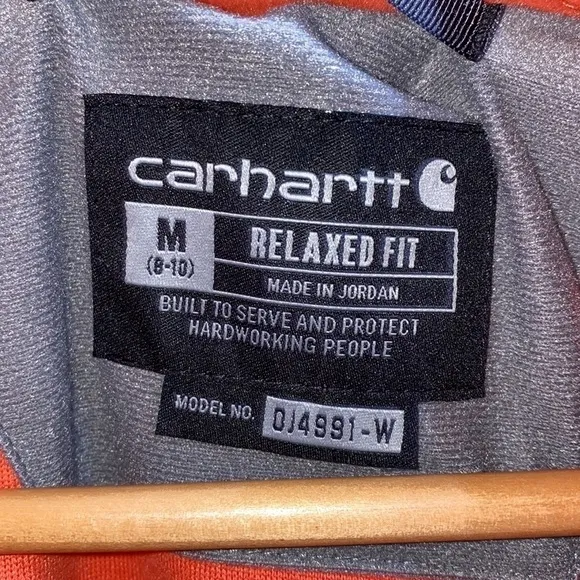 carhartt
M RELAXED FIT
(8-10) MADE IN JORDAN
BUILT TO SERVE AND PROTECT
HARDWORKING PEOPLE
MODEL NO. OJ4991-W